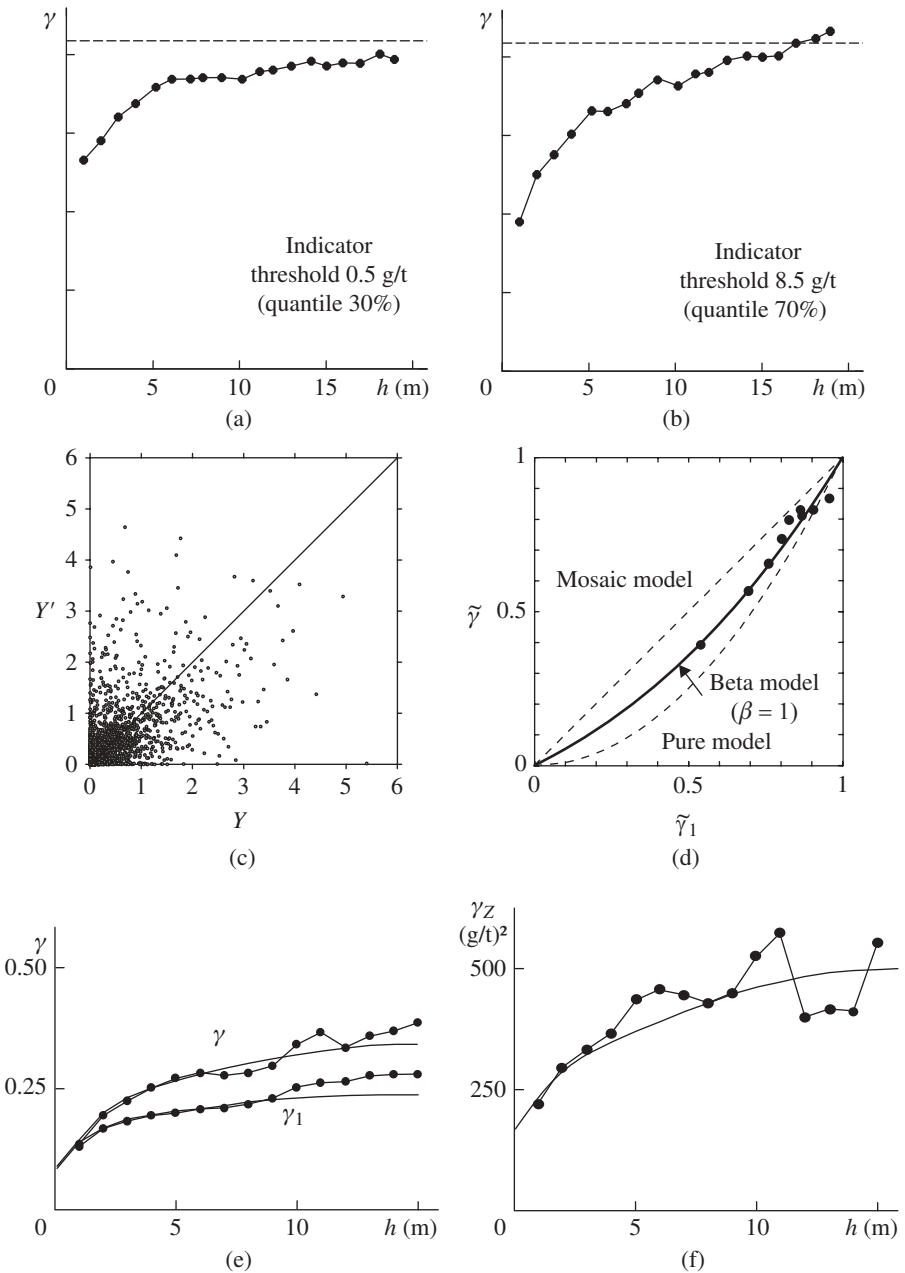 γ
Indicator
threshold 0.5 g/t
(quantile 30%)
0 5 10 15 h (m)
(a)
γ
Indicator
threshold 8.5 g/t
(quantile 70%)
0 5 10 15 h (m)
(b)
6
5
Y′ 3
2
1
0
0 1 2 3 4 5 6
Y
(c)
1
Mosaic model
0.5
γ̃
Beta model
(β = 1)
Pure model
0
0 0.5 1
γ̃1
(d)
γ
0.50
γ
0.25
γ1
0 5 10 h (m)
(e)
γZ
(g/t)²
500
250
0 5 10 h (m)
(f)